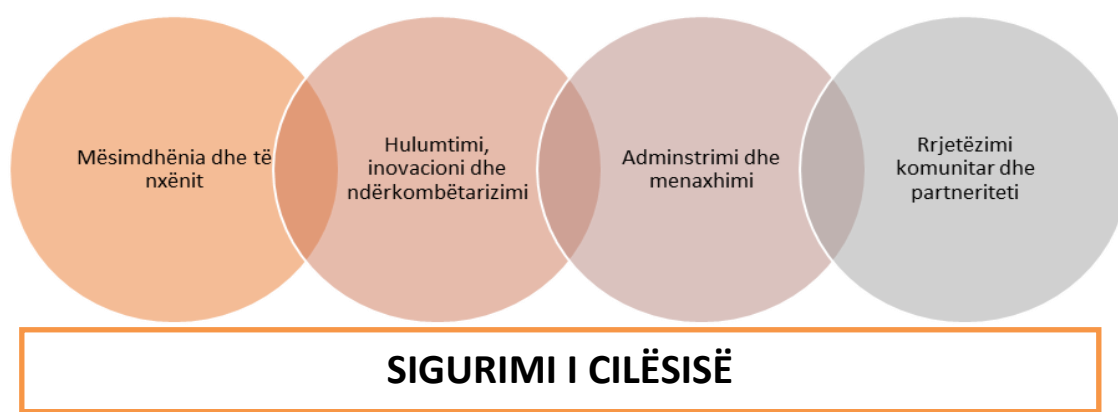 Mësimdhënia dhe të
nxënit
Hulumtimi,
inovacioni dhe
ndërkombëtarizimi
Adminstrimi dhe
menaxhimi
Rrjetëzimi
komunitar dhe
partneriteti
SIGURIMI I CILËSISË